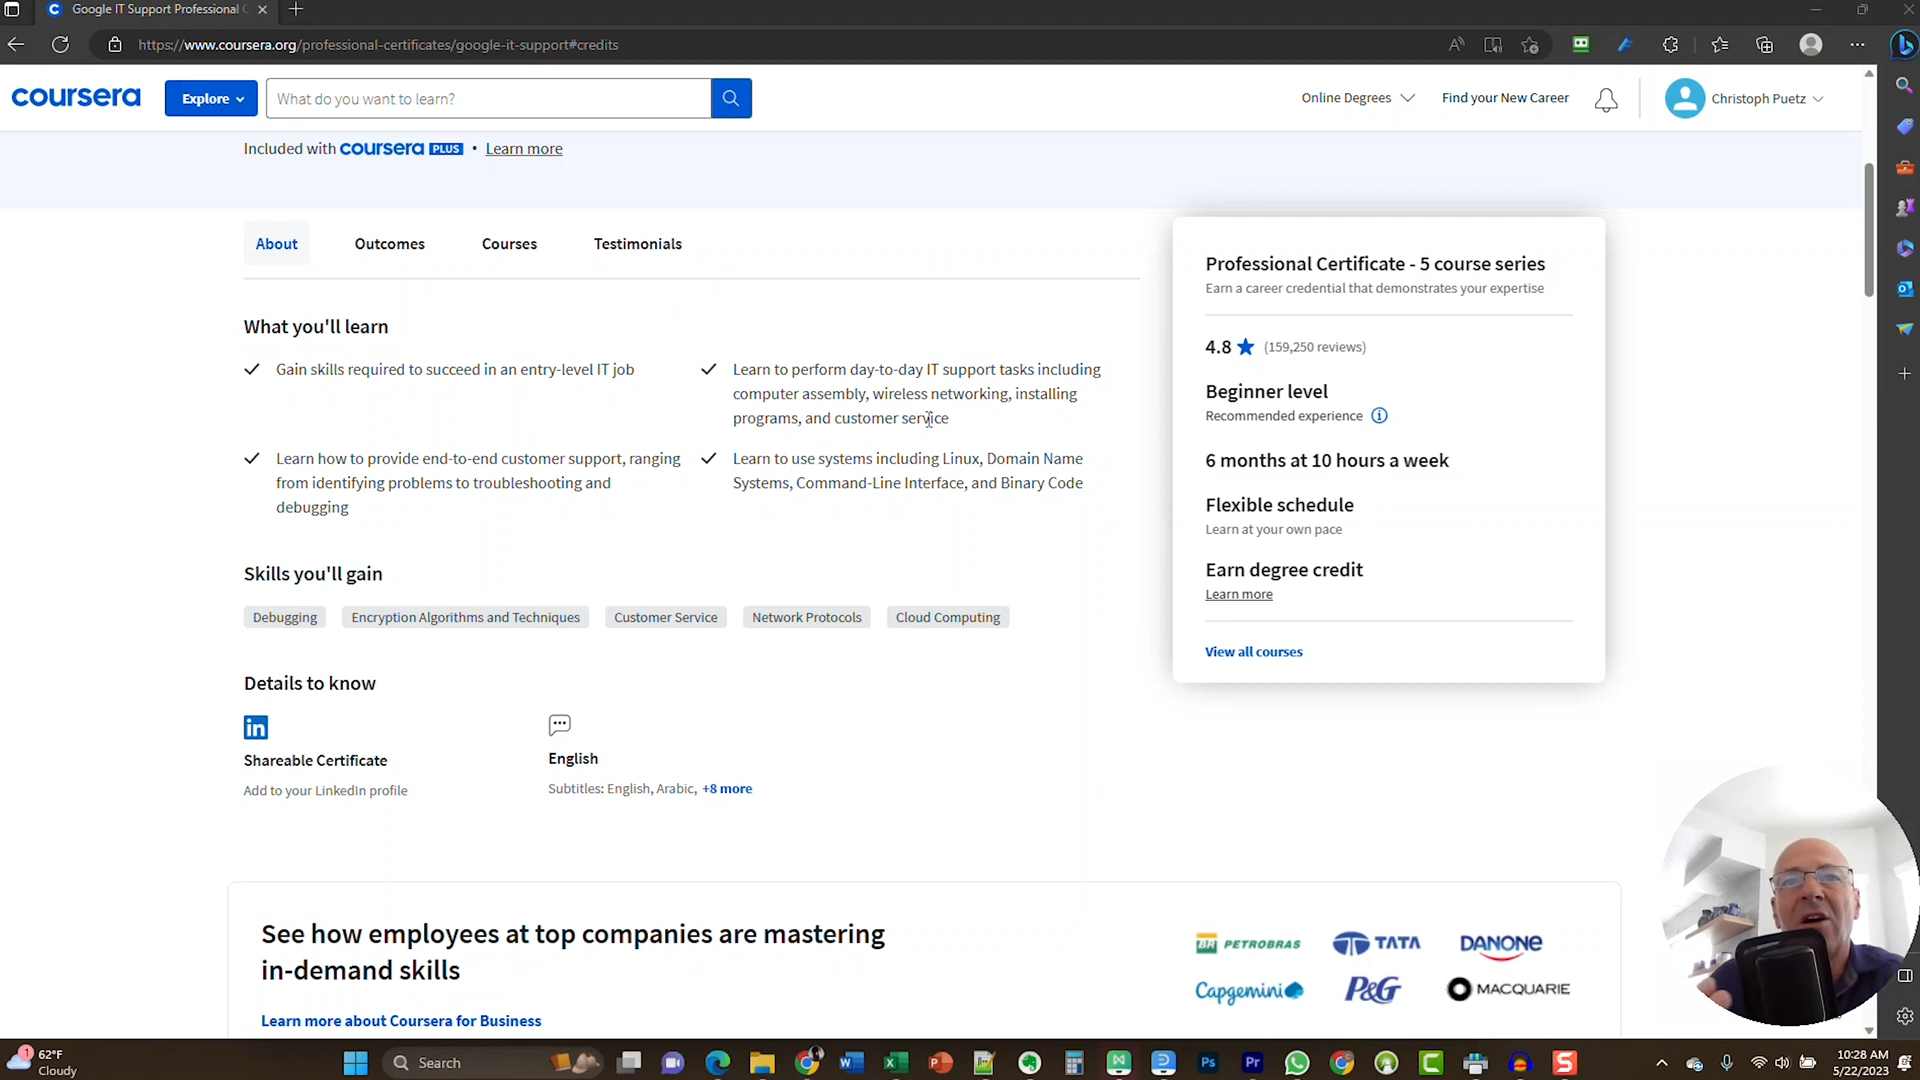 Google IT Support Professional C
https://www.coursera.org/professional-certificates/google-it-support#credits
coursera
Explore
What do you want to learn?
Online Degrees
Find your New Career
Christoph Puetz
Included with coursera PLUS • Learn more
About
Outcomes
Courses
Testimonials
What you'll learn
Gain skills required to succeed in an entry-level IT job
Learn to perform day-to-day IT support tasks including
computer assembly, wireless networking, installing
programs, and customer service
Learn how to provide end-to-end customer support, ranging
from identifying problems to troubleshooting and
debugging
Learn to use systems including Linux, Domain Name
Systems, Command-Line Interface, and Binary Code
Skills you'll gain
Debugging
Encryption Algorithms and Techniques
Customer Service
Network Protocols
Cloud Computing
Details to know
in
Shareable Certificate
Add to your LinkedIn profile
English
Subtitles: English, Arabic, +8 more
Professional Certificate - 5 course series
Earn a career credential that demonstrates your expertise
4.8 ★ (159,250 reviews)
Beginner level
Recommended experience
6 months at 10 hours a week
Flexible schedule
Learn at your own pace
Earn degree credit
Learn more
View all courses
See how employees at top companies are mastering
in-demand skills
Learn more about Coursera for Business
BR PETROBRAS
TATA
DANONE
Capgemini
P&G
MACQUARIE
1
62°F
Cloudy
Search
Ps
Pr
10:28 AM
5/22/2023